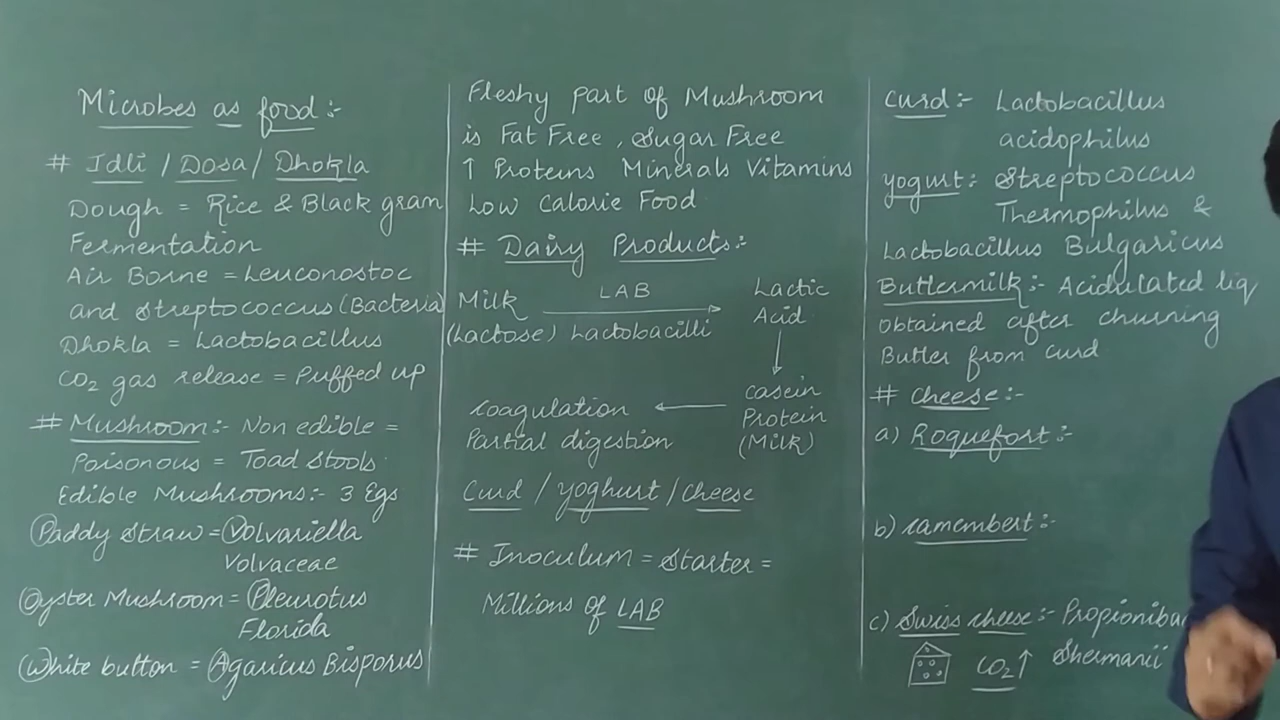 Microbes as food:-
# Idli / Dosa / Dhokla
Dough = Rice & Black gram
Fermentation
Air Borne = Leuconostoc
and Streptococcus (Bacteria)
Dhokla = Lactobacillus
CO2 gas release = Puffed up
# Mushroom:- Non edible =
Poisonous = Toad Stools
Edible Mushrooms:- 3 Egs
Paddy Straw = Volvariella
Volvaceae
Oyster Mushroom = Pleurotus
Florida
White button = Agaricus Bisporus
Fleshy part of Mushroom
is Fat Free, Sugar Free
↑ Proteins Minerals Vitamins
Low Calorie Food
# Dairy Products:-
Milk LAB Lactic
(Lactose) Lactobacilli Acid
Coagulation ← Casein
Partial digestion Protein
(Milk)
Curd / Yoghurt / Cheese
# Inoculum = Starter =
Millions of LAB
Curd:- Lactobacillus
acidophilus
Yogurt:- Streptococcus
Thermophilus &
Lactobacillus Bulgaricus
Buttermilk:- Acidulated liq
obtained after churning
Butter from curd
# Cheese:-
a) Roquefort:-
b) Camembert:-
c) Swiss Cheese:- Propioniba
CO2↑ Shermanii